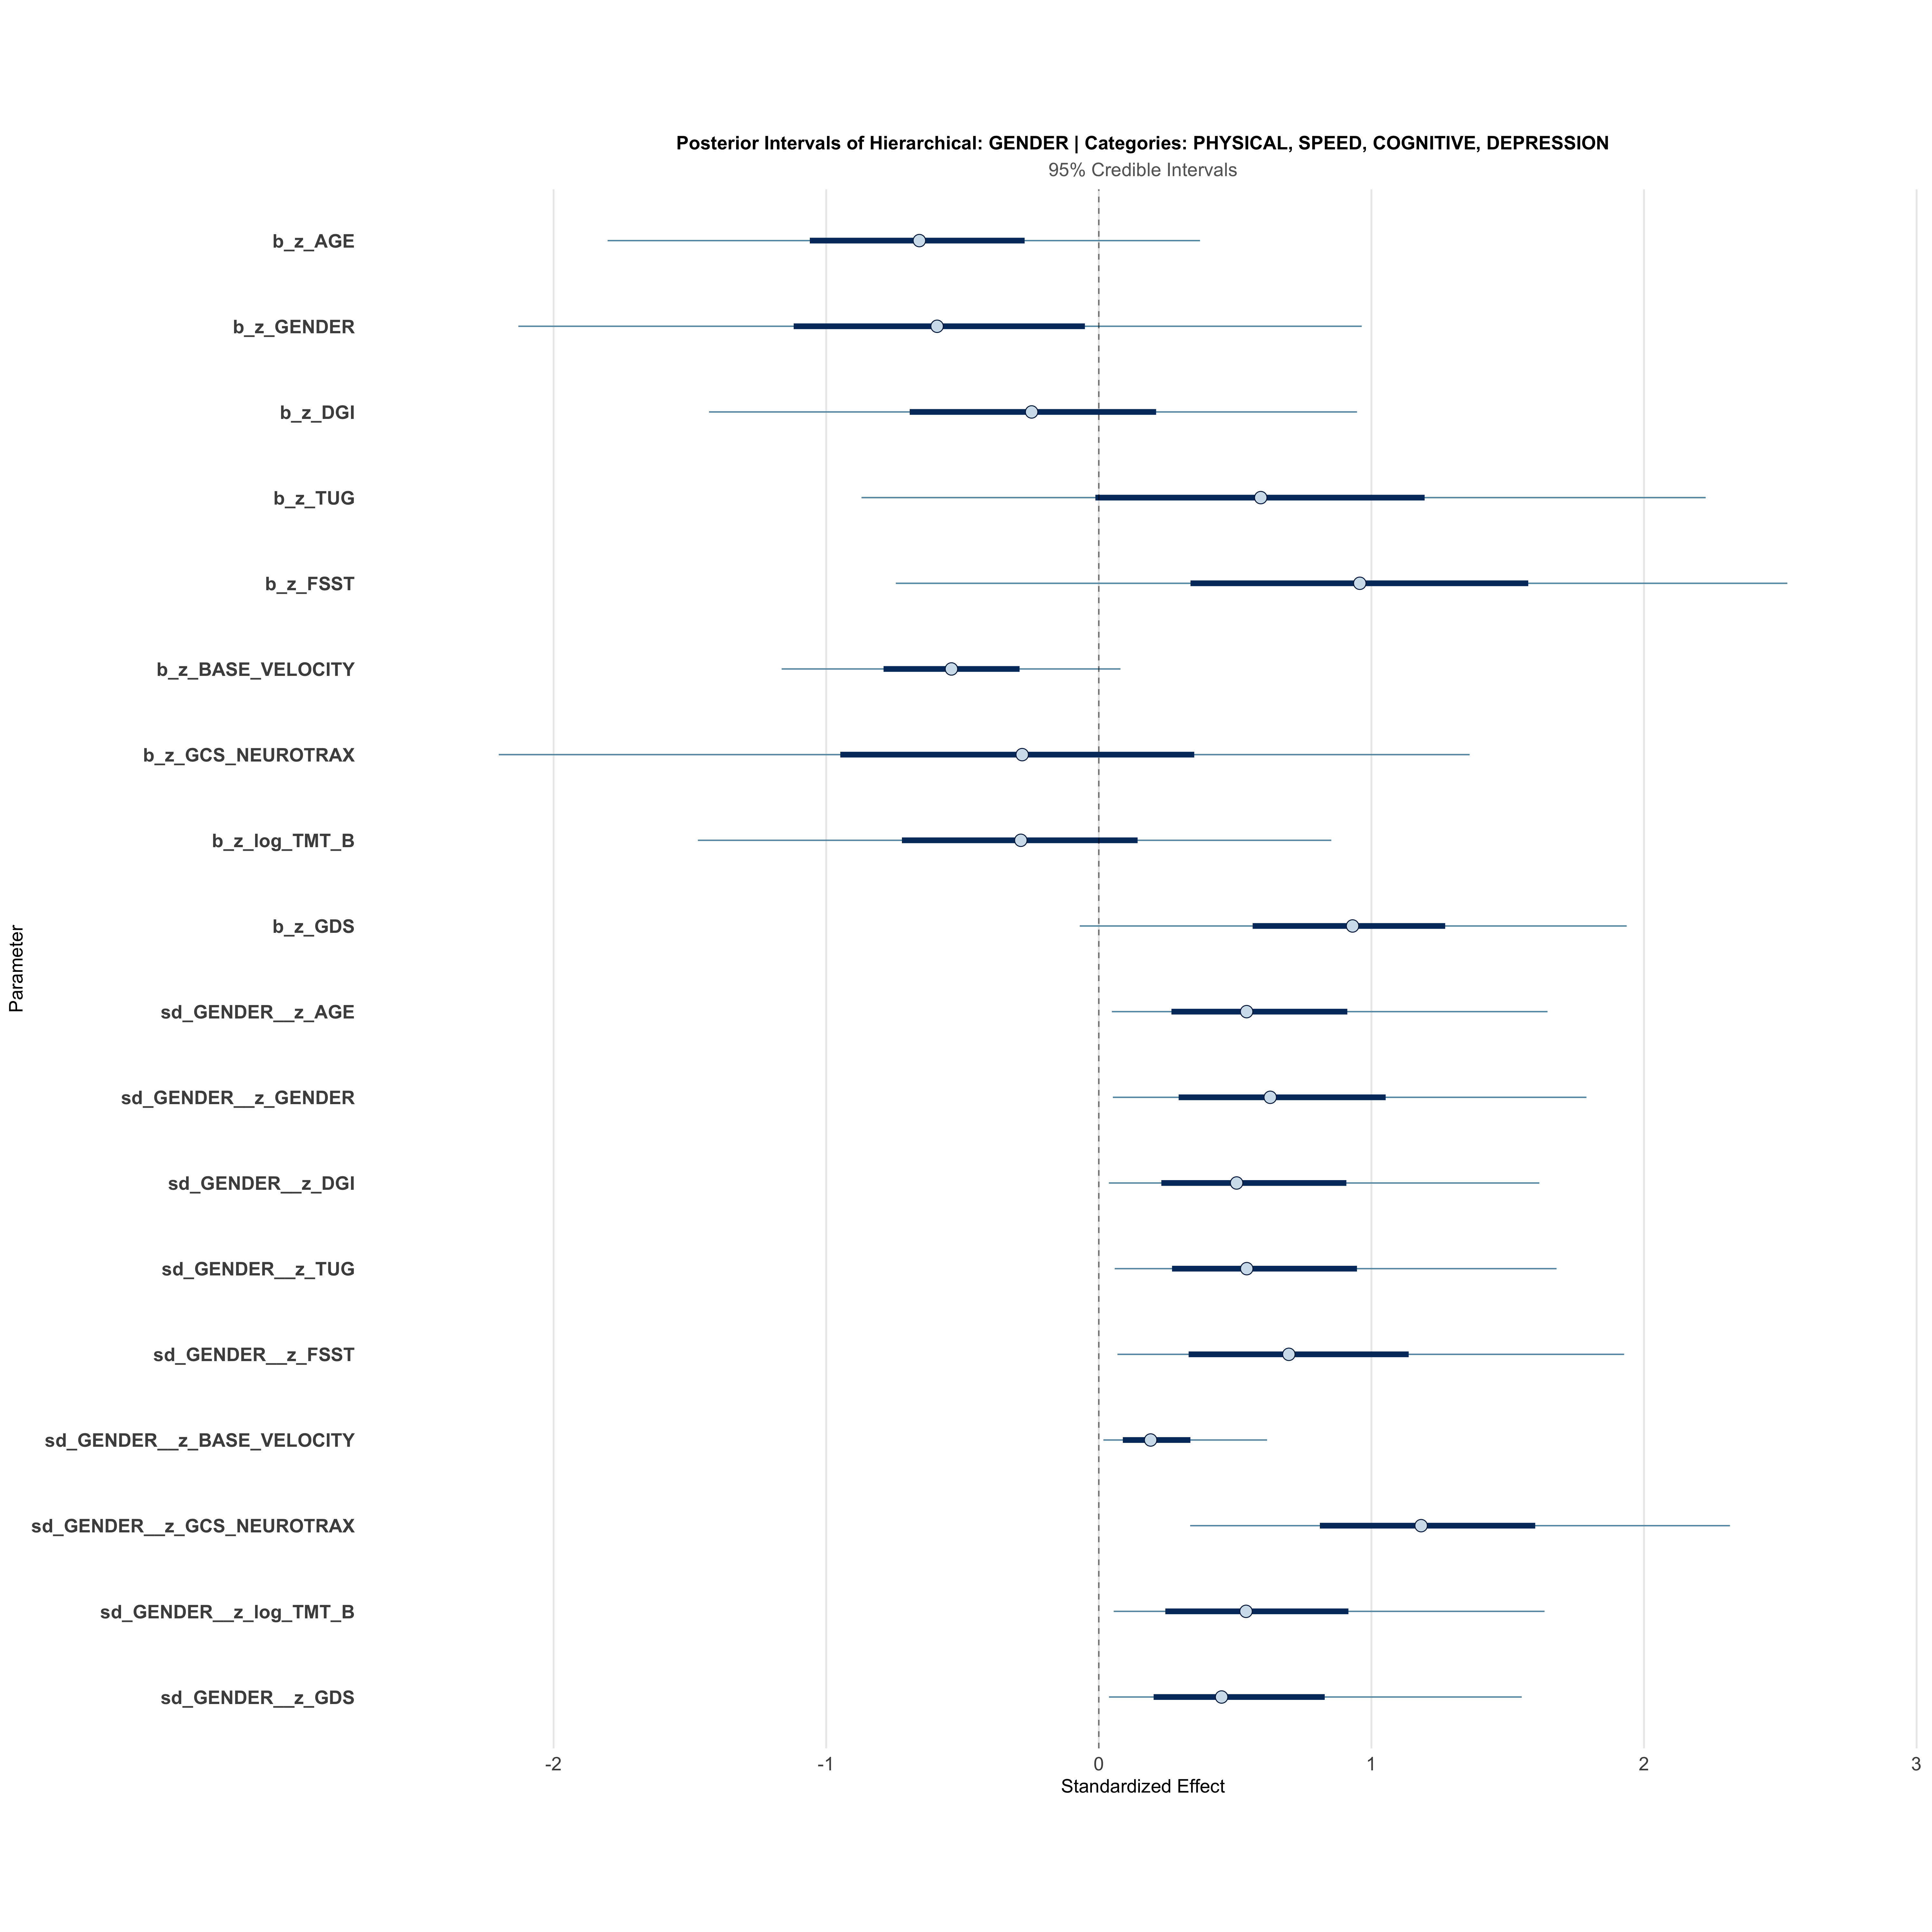 Posterior Intervals of Hierarchical: GENDER | Categories: PHYSICAL, SPEED, COGNITIVE, DEPRESSION
95% Credible Intervals
b_z_AGE
b_z_GENDER
b_z_DGI
b_z_TUG
b_z_FSST
b_z_BASE_VELOCITY
b_z_GCS_NEUROTRAX
b_z_log_TMT_B
b_z_GDS
sd_GENDER__z_AGE
sd_GENDER__z_GENDER
sd_GENDER__z_DGI
sd_GENDER__z_TUG
sd_GENDER__z_FSST
sd_GENDER__z_BASE_VELOCITY
sd_GENDER__z_GCS_NEUROTRAX
sd_GENDER__z_log_TMT_B
sd_GENDER__z_GDS
Parameter
-2 -1 0 1 2 3
Standardized Effect